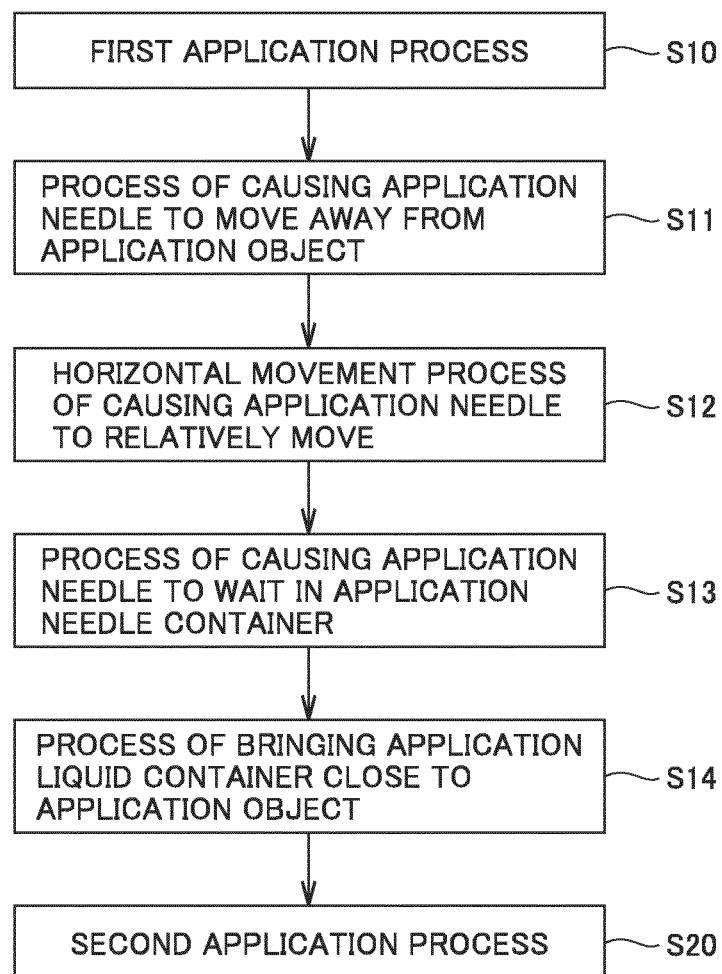 FIRST APPLICATION PROCESS
S10
PROCESS OF CAUSING APPLICATION
NEEDLE TO MOVE AWAY FROM
APPLICATION OBJECT
S11
HORIZONTAL MOVEMENT PROCESS
OF CAUSING APPLICATION NEEDLE
TO RELATIVELY MOVE
S12
PROCESS OF CAUSING APPLICATION
NEEDLE TO WAIT IN APPLICATION
NEEDLE CONTAINER
S13
PROCESS OF BRINGING APPLICATION
LIQUID CONTAINER CLOSE TO
APPLICATION OBJECT
S14
SECOND APPLICATION PROCESS
S20